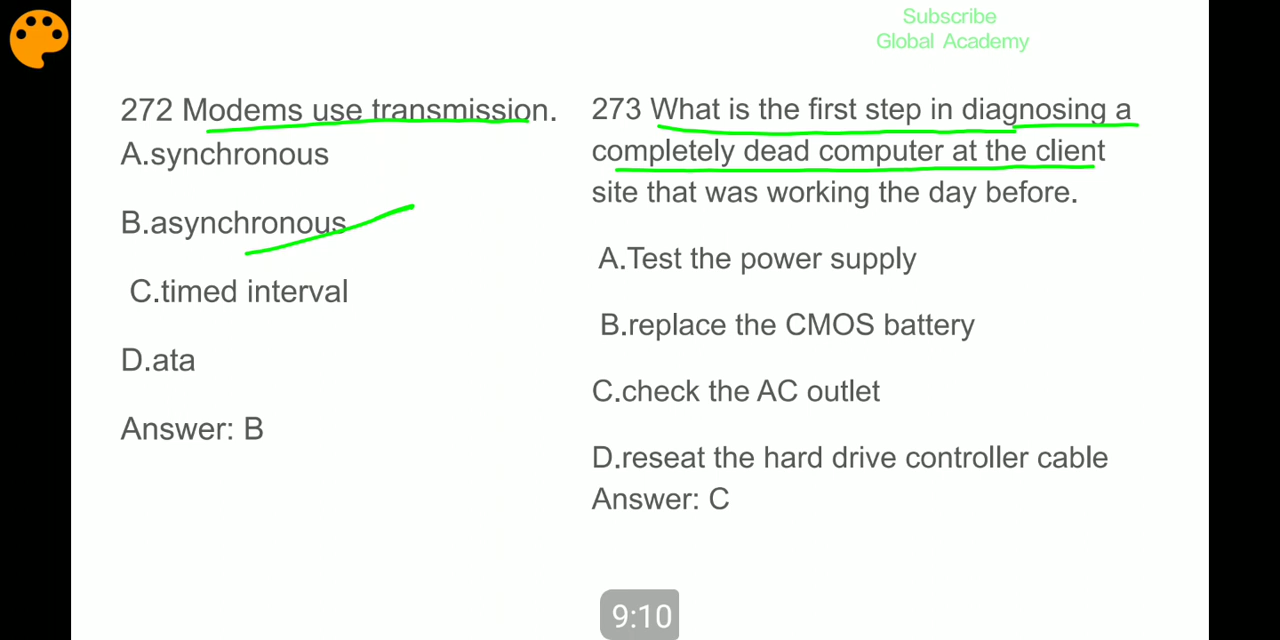 Subscribe
Global Academy
272 Modems use transmission.
A.synchronous
B.asynchronous
C.timed interval
D.ata
Answer: B
273 What is the first step in diagnosing a
completely dead computer at the client
site that was working the day before.
A.Test the power supply
B.replace the CMOS battery
C.check the AC outlet
D.reseat the hard drive controller cable
Answer: C
9:10